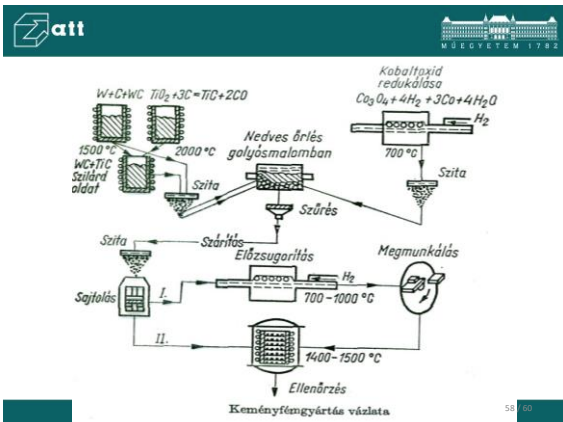 att
MŰEGYETEM 1782
Kobaltoxid
redukálása
W+C+WC TiO₂+3C=TiC+2CO
Co₃O₄+4H₂ +3Co+4H₂O
H₂
Nedves őrlés
golyósmalomban
1500 °C
2000 °C
700 °C
WC+TiC
Szilárd
oldat
Szita
Szita
Szűrés
Szita
Szárítás
Előzsugorítás
Megmunkálás
H₂
I.
Sajtolás
700-1000 °C
II.
1400-1500 °C
Ellenőrzés
Keményfémgyártás vázlata
58 / 60